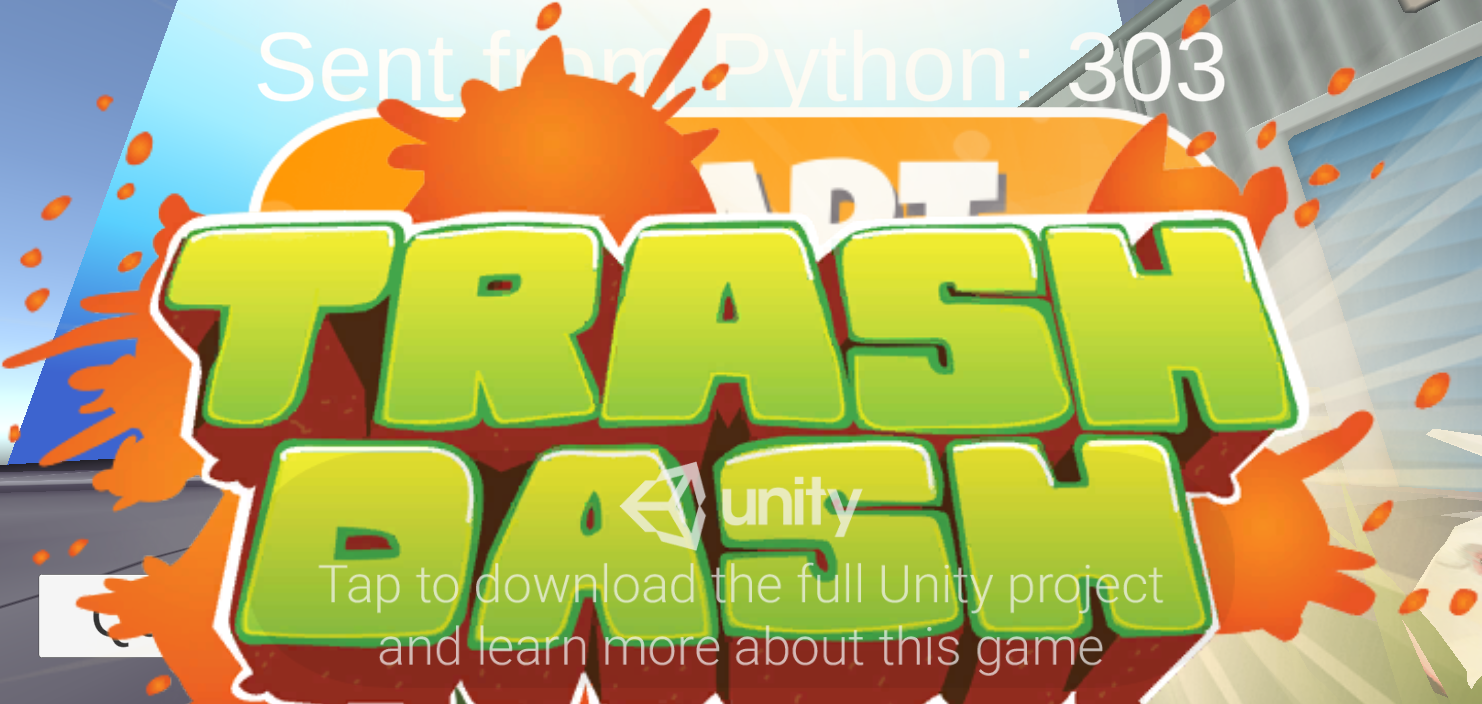 Sent from Python: 303
TRASH
DASH
unity
Tap to download the full Unity project
and learn more about this game